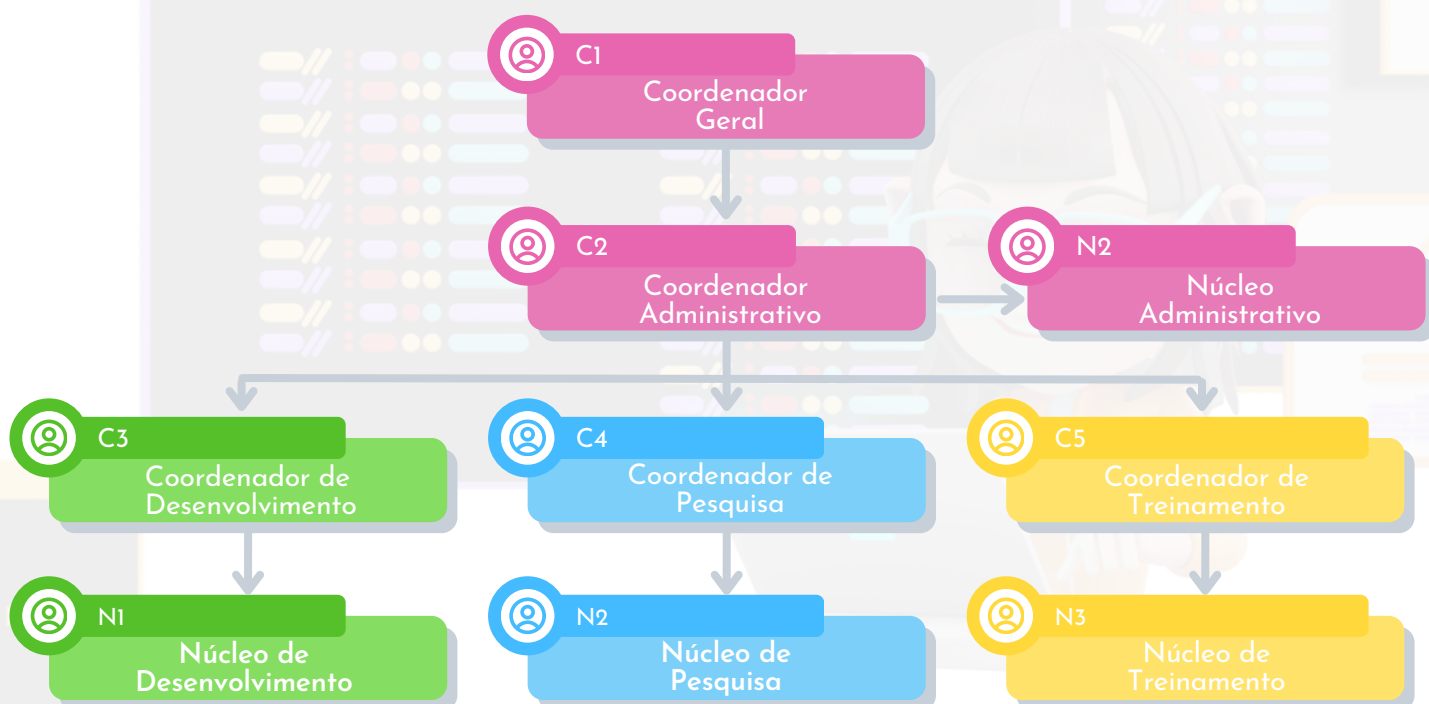 C1
Coordenador
Geral
C2
Coordenador
Administrativo
N2
Núcleo
Administrativo
C3
Coordenador de
Desenvolvimento
C4
Coordenador de
Pesquisa
C5
Coordenador de
Treinamento
N1
Núcleo de
Desenvolvimento
N2
Núcleo de
Pesquisa
N3
Núcleo de
Treinamento